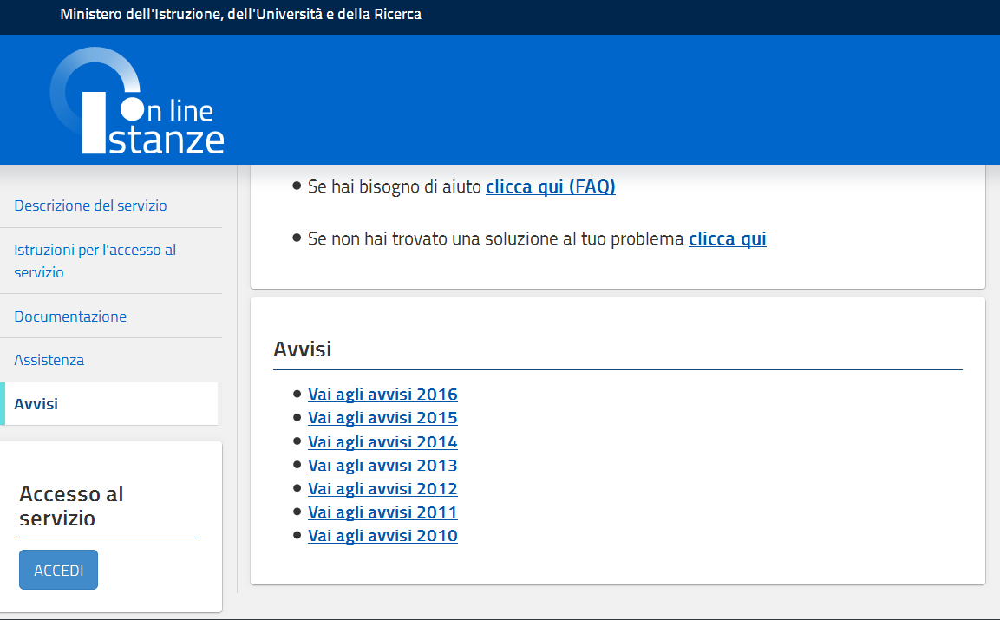 Ministero dell'Istruzione, dell'Università e della Ricerca
On line
Istanze
Descrizione del servizio
Istruzioni per l'accesso al
servizio
Documentazione
Assistenza
Avvisi
Accesso al
servizio
ACCEDI
Se hai bisogno di aiuto clicca qui (FAQ)
Se non hai trovato una soluzione al tuo problema clicca qui
Avvisi
Vai agli avvisi 2016
Vai agli avvisi 2015
Vai agli avvisi 2014
Vai agli avvisi 2013
Vai agli avvisi 2012
Vai agli avvisi 2011
Vai agli avvisi 2010